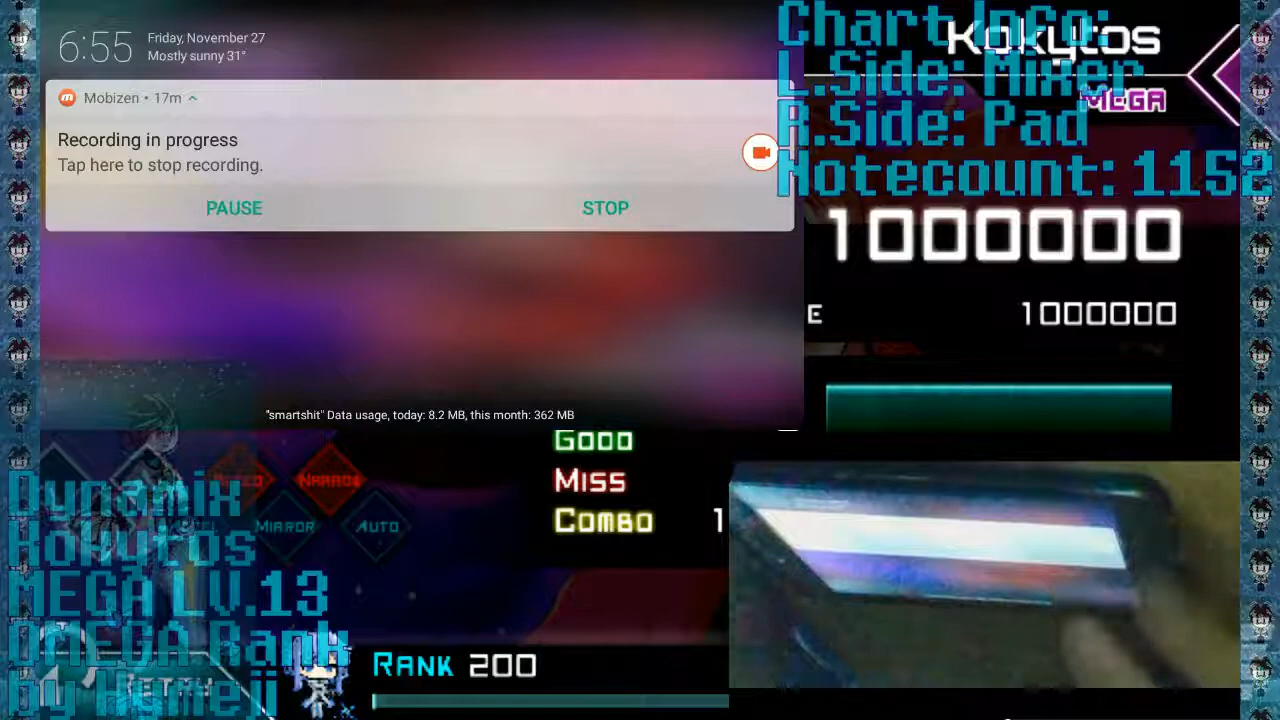 6:55
Friday, November 27
Mostly sunny 31°
Mobizen • 17m
Recording in progress
Tap here to stop recording.
PAUSE
STOP
"smartshit" Data usage, today: 8.2 MB, this month: 362 MB
Chart Info:
L.Side: Mixer
R.Side: Pad
Notecount: 1152
Kokytos
MEGA
1000000
E 1000000
Good
Miss
Combo 1
Mirror
Auto
Dynamix
Kokytos
MEGA LV.13
OMEGA Rank
by Hymeji
Rank 200